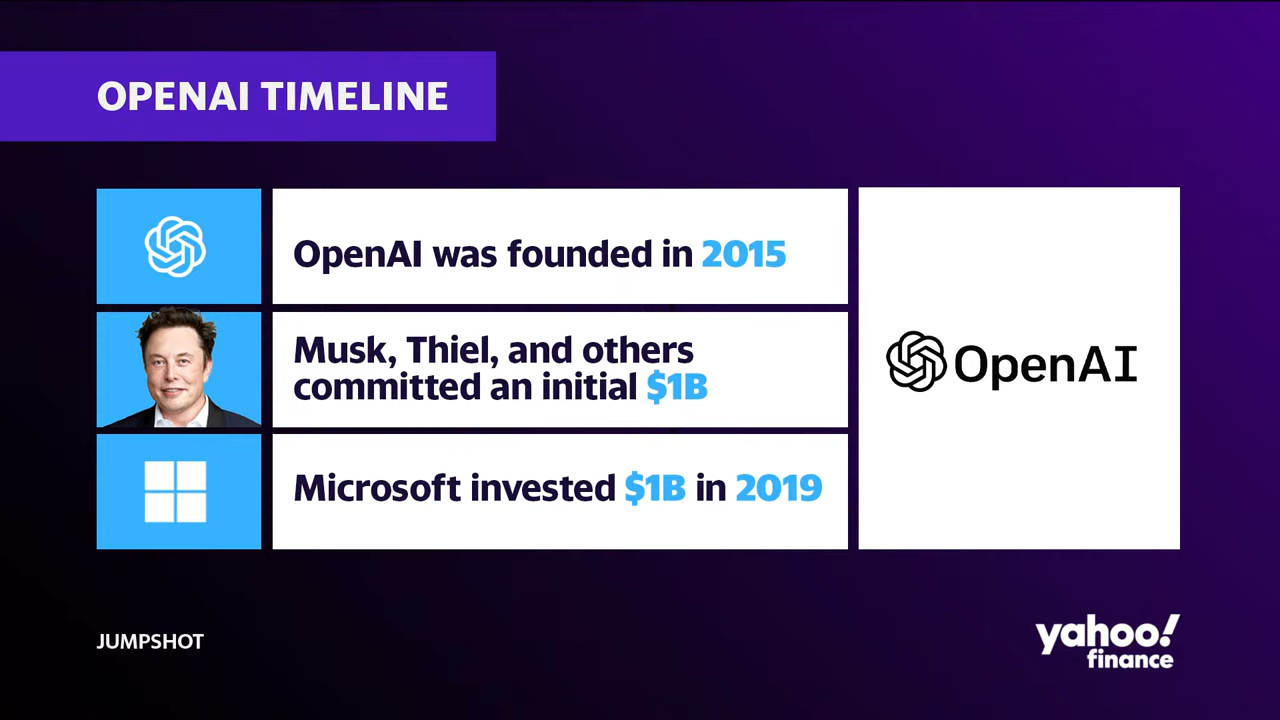 OPENAI TIMELINE
OpenAI was founded in 2015
Musk, Thiel, and others
committed an initial $1B
Microsoft invested $1B in 2019
OpenAI
JUMPSHOT
yahoo!
finance